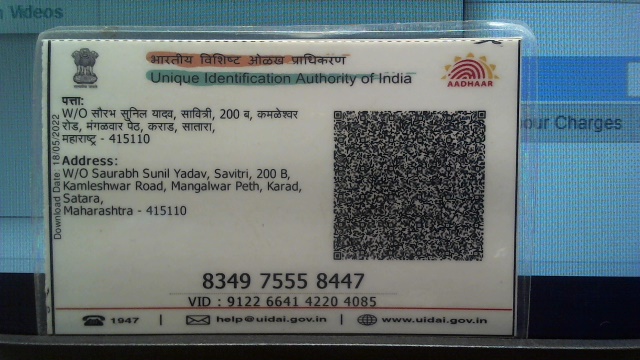 Videos
भारतीय विशिष्ट ओळख प्राधिकरण
Unique Identification Authority of India
AADHAAR
पत्ता:
W/O सौरभ सुनिल यादव, सावित्री, 200 ब, कमळेश्वर
रोड, मंगळवार पेठ, कराड, सातारा,
महाराष्ट्र - 415110
Address:
W/O Saurabh Sunil Yadav, Savitri, 200 B,
Kamleshwar Road, Mangalwar Peth, Karad,
Satara,
Maharashtra - 415110
Download Date: 18/05/2022
our Charges
8349 7555 8447
VID : 9122 6641 4220 4085
1947 | help@uidai.gov.in | www.uidai.gov.in